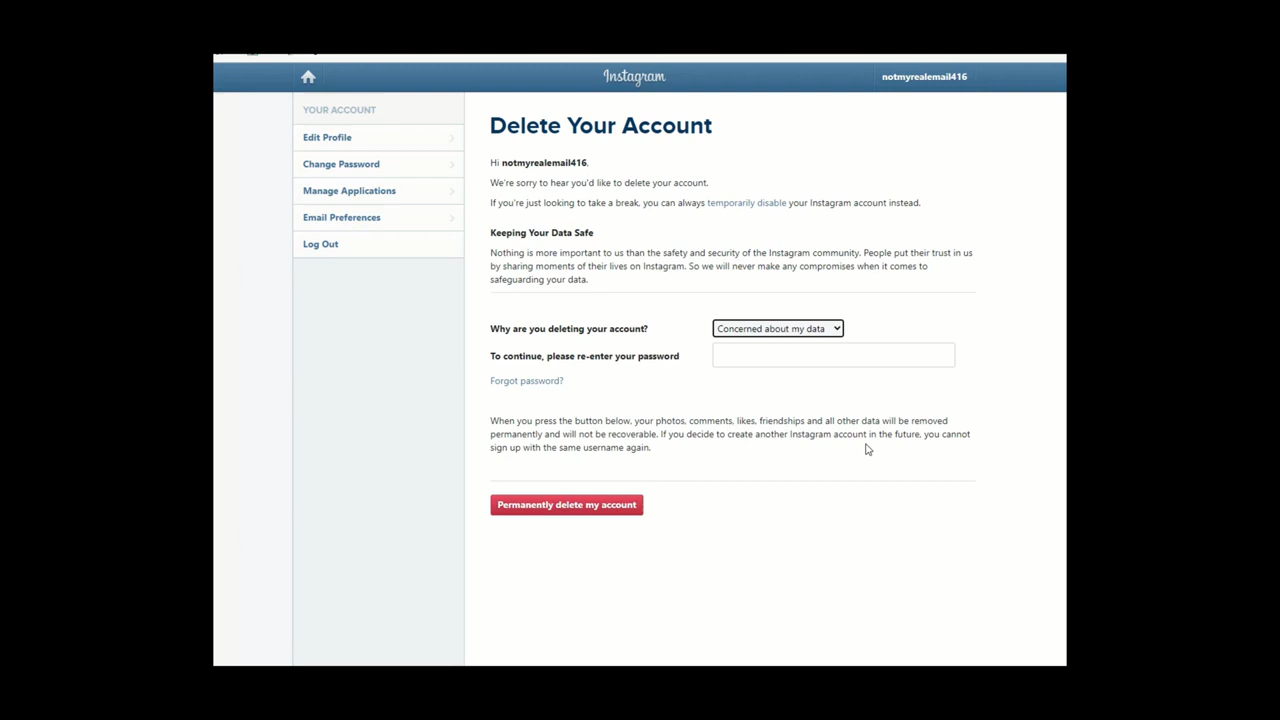 Instagram
notmyrealemail416
YOUR ACCOUNT
Edit Profile
Change Password
Manage Applications
Email Preferences
Log Out
Delete Your Account
Hi notmyrealemail416,
We're sorry to hear you'd like to delete your account.
If you're just looking to take a break, you can always temporarily disable your Instagram account instead.
Keeping Your Data Safe
Nothing is more important to us than the safety and security of the Instagram community. People put their trust in us
by sharing moments of their lives on Instagram. So we will never make any compromises when it comes to
safeguarding your data.
Why are you deleting your account?
Concerned about my data
To continue, please re-enter your password
Forgot password?
When you press the button below, your photos, comments, likes, friendships and all other data will be removed
permanently and will not be recoverable. If you decide to create another Instagram account in the future, you cannot
sign up with the same username again.
Permanently delete my account